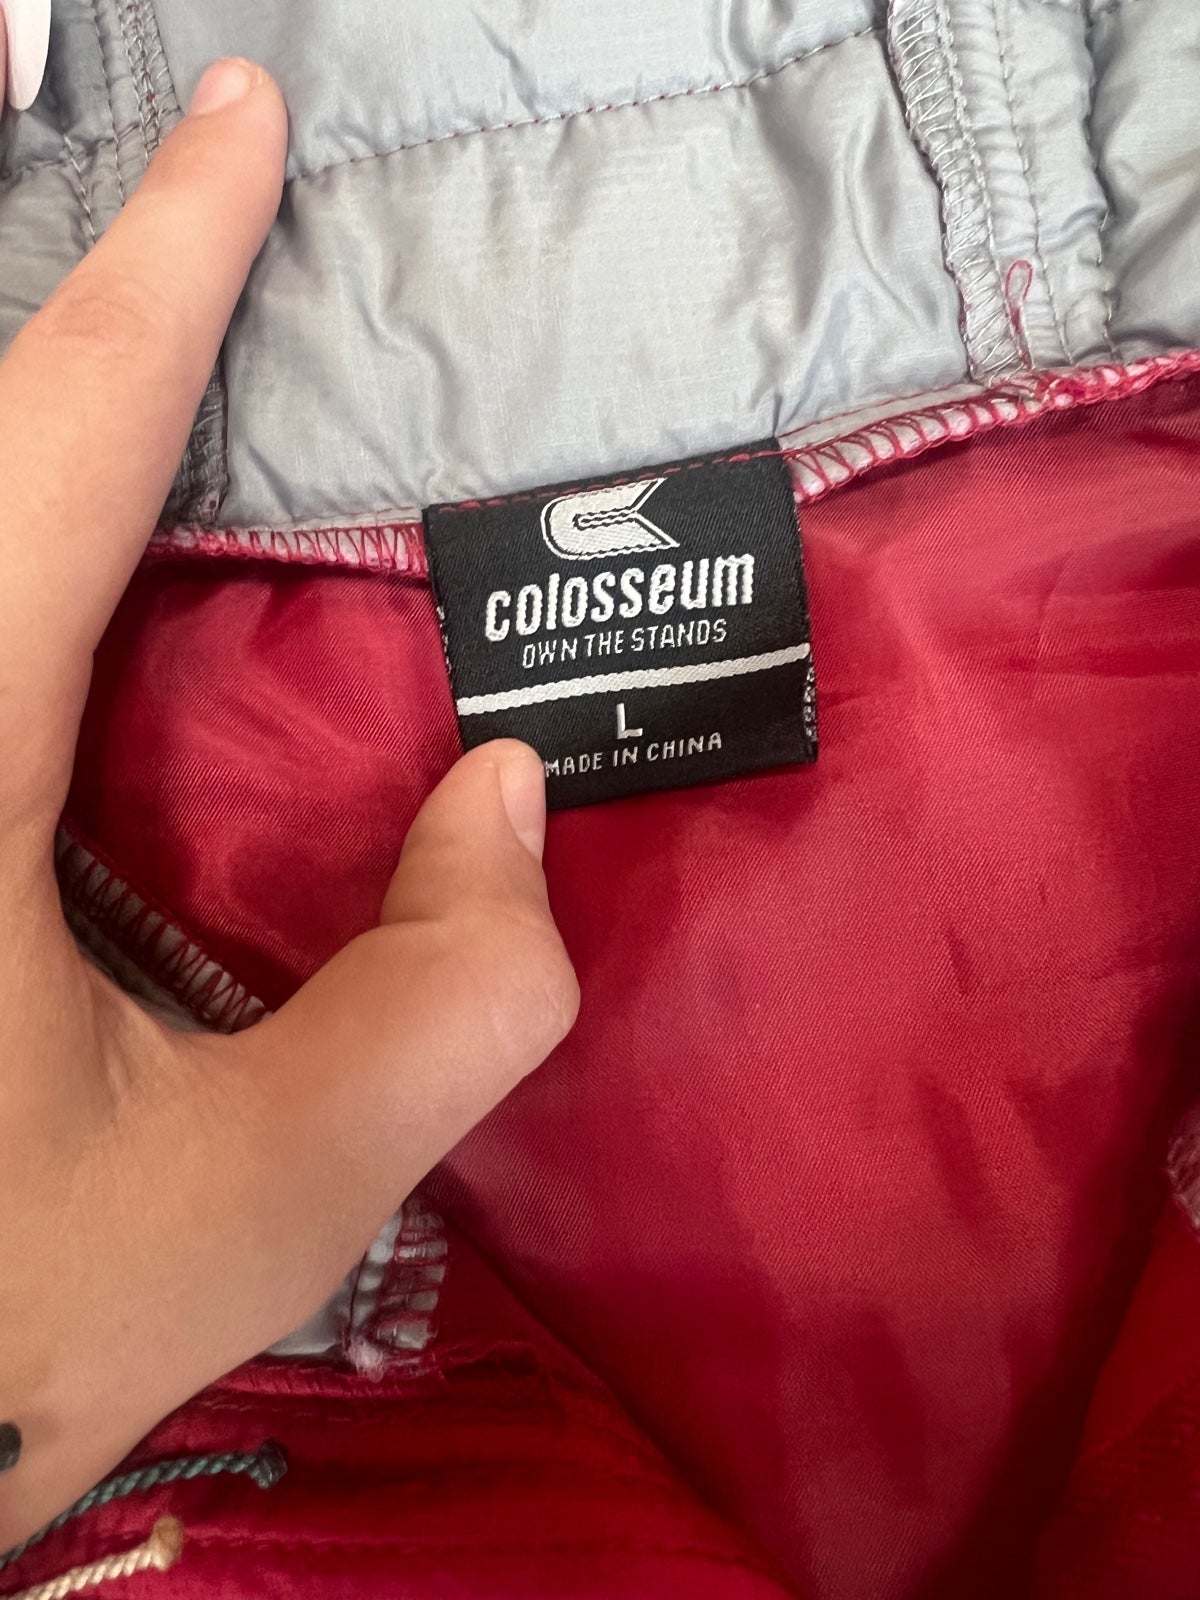 colosseum
OWN THE STANDS
L
MADE IN CHINA